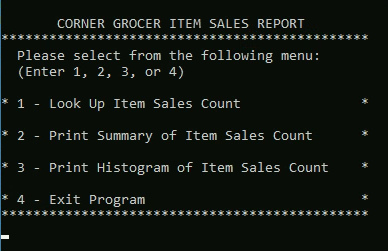 CORNER GROCER ITEM SALES REPORT
**********************************************
Please select from the following menu:
(Enter 1, 2, 3, or 4)
* 1 - Look Up Item Sales Count *
* 2 - Print Summary of Item Sales Count *
* 3 - Print Histogram of Item Sales Count *
* 4 - Exit Program *
**********************************************